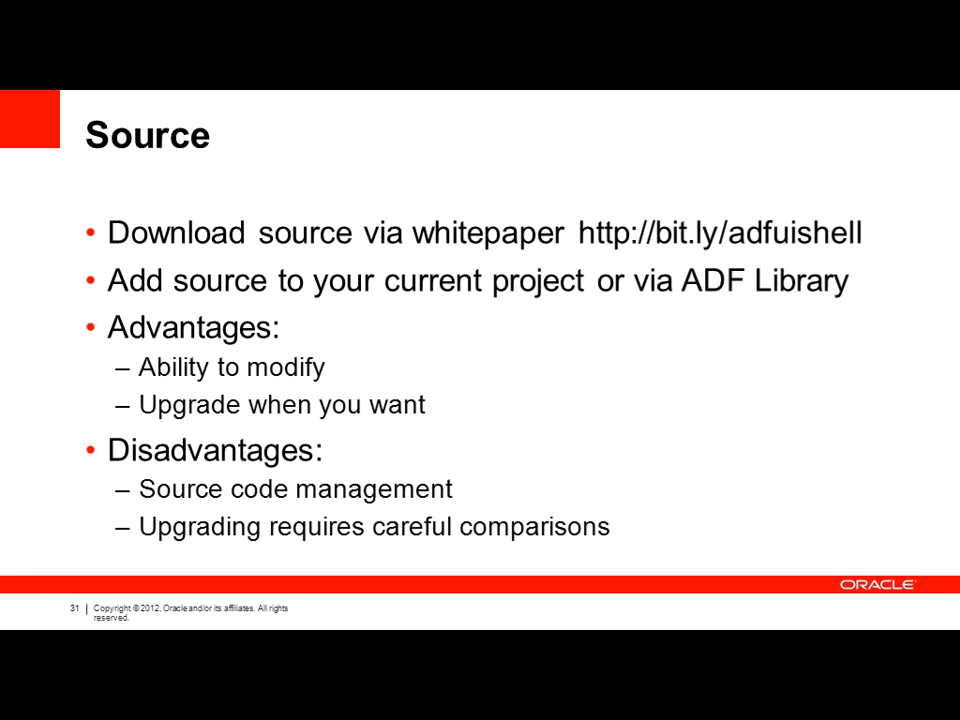 Source
• Download source via whitepaper http://bit.ly/adfuishell
• Add source to your current project or via ADF Library
• Advantages:
– Ability to modify
– Upgrade when you want
• Disadvantages:
– Source code management
– Upgrading requires careful comparisons
ORACLE
31 | Copyright © 2012, Oracle and/or its affiliates. All rights
reserved.